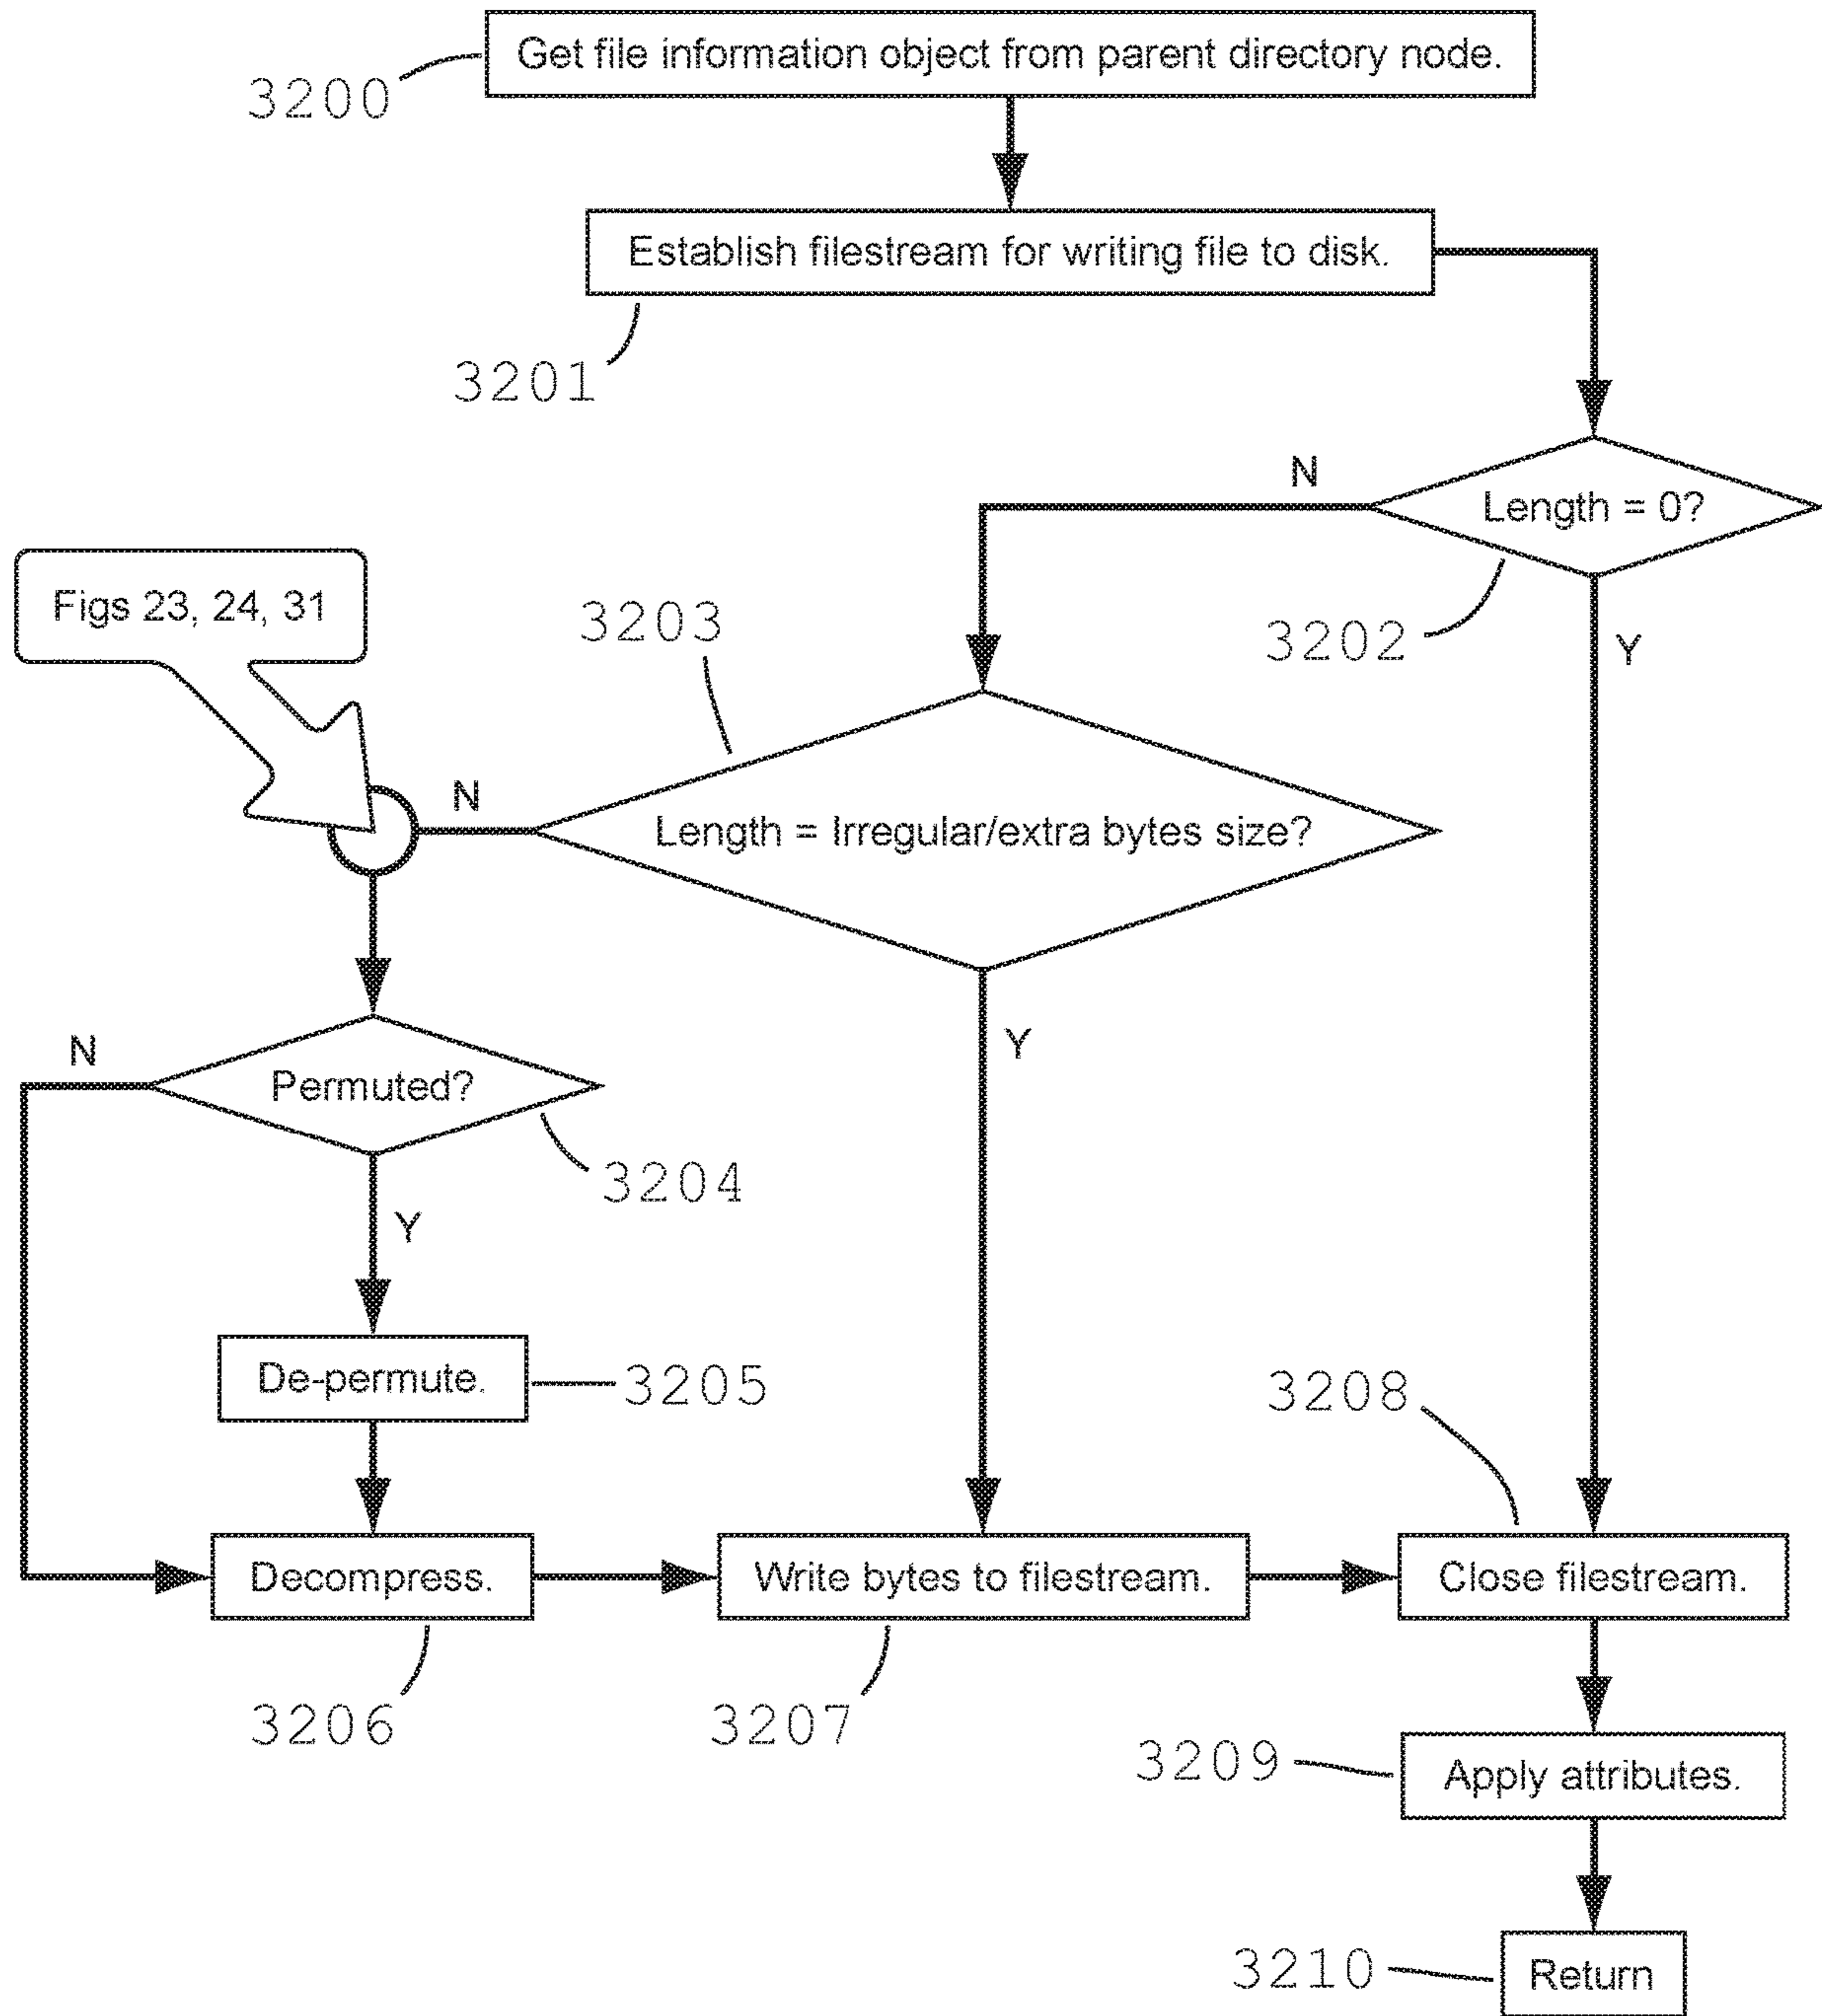 Get file information object from parent directory node.
3200
Establish filestream for writing file to disk.
3201
N
Length = 0?
Figs 23, 24, 31
3203
3202
Y
N
Length = Irregular/extra bytes size?
N
Y
Permuted?
3204
Y
De-permute.
3205
3208
Decompress.
Write bytes to filestream.
Close filestream.
3206
3207
3209
Apply attributes.
3210
Return